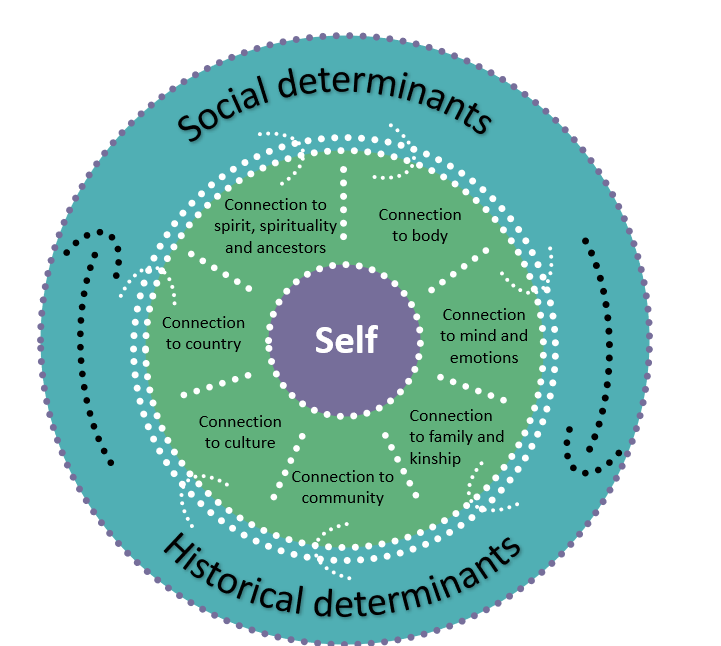 Social determinants
Connection to
spirit, spirituality
and ancestors
Connection
to body
Connection
to mind and
emotions
Connection
to family and
kinship
Connection to
community
Connection
to culture
Connection
to country
Self
Historical determinants